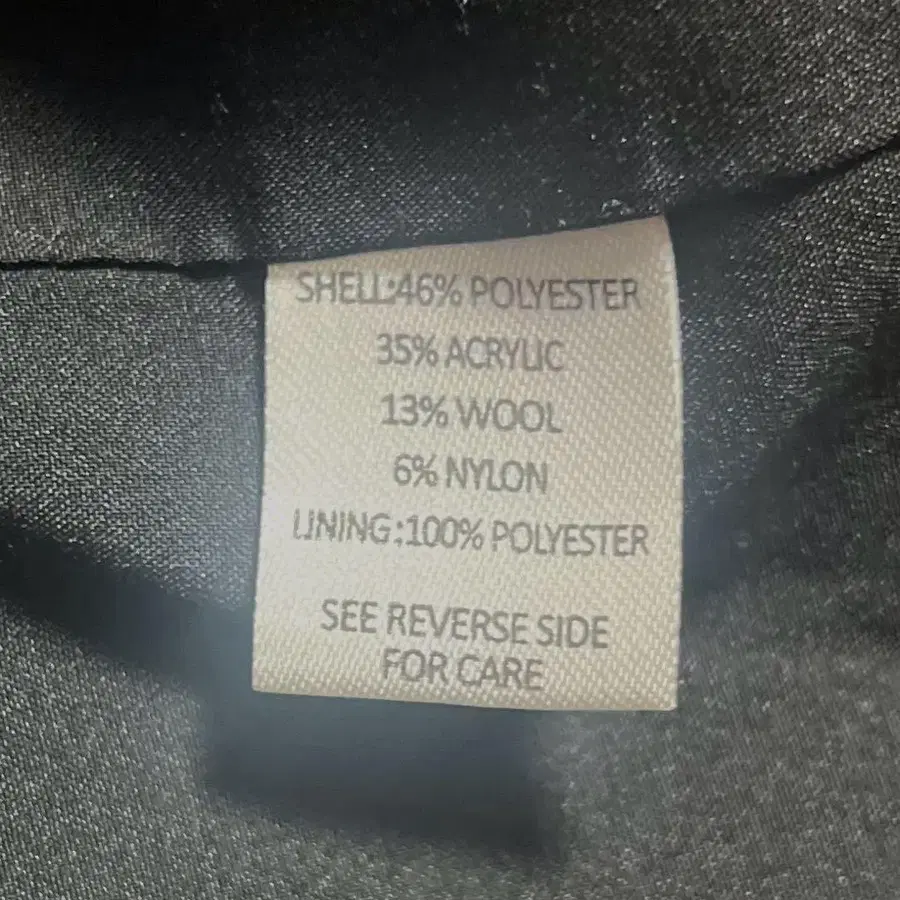 SHELL:46% POLYESTER
35% ACRYLIC
13% WOOL
6% NYLON
LINING:100% POLYESTER
SEE REVERSE SIDE
FOR CARE